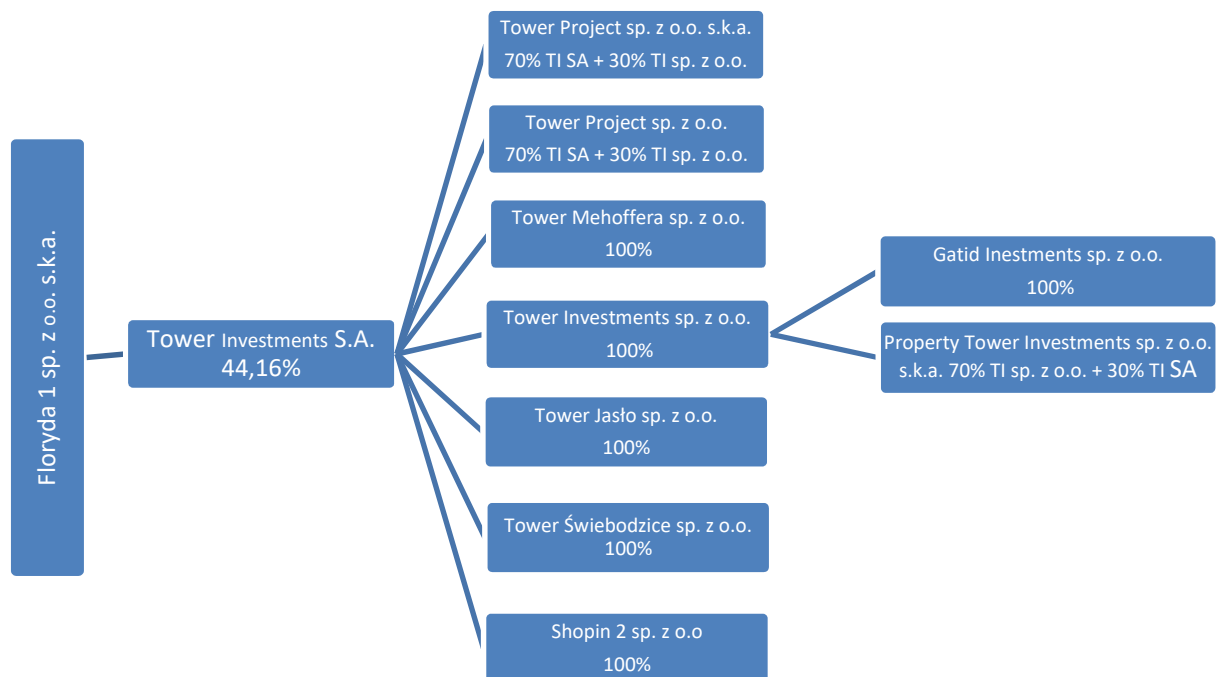 Floryda 1 sp. z o.o. s.k.a.
Tower Investments S.A.
44,16%
Tower Project sp. z o.o. s.k.a.
70% TI SA + 30% TI sp. z o.o.
Tower Project sp. z o.o.
70% TI SA + 30% TI sp. z o.o.
Tower Mehoffera sp. z o.o.
100%
Tower Investments sp. z o.o.
100%
Tower Jasło sp. z o.o.
100%
Tower Świebodzice sp. z o.o.
100%
Shopin 2 sp. z o.o
100%
Gatid Inestments sp. z o.o.
100%
Property Tower Investments sp. z o.o.
s.k.a. 70% TI sp. z o.o. + 30% TI SA